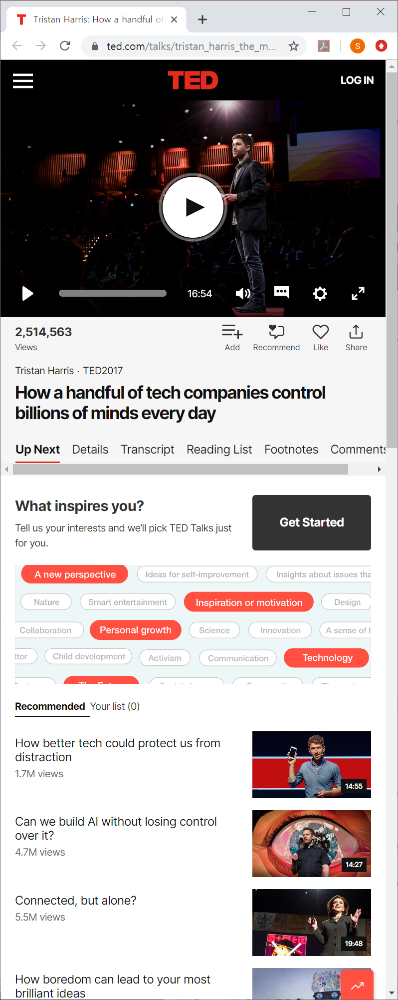 Tristan Harris: How a handful of
ted.com/talks/tristan_harris_the_m...
S
TED
LOG IN
16:54
2,514,563
Views
Add
Recommend
Like
Share
Tristan Harris · TED2017
How a handful of tech companies control
billions of minds every day
Up Next
Details
Transcript
Reading List
Footnotes
Comments
What inspires you?
Tell us your interests and we'll pick TED Talks just
for you.
Get Started
A new perspective
Ideas for self-improvement
Insights about issues tha
Nature
Smart entertainment
Inspiration or motivation
Design
Collaboration
Personal growth
Science
Innovation
A sense of h
tter
Child development
Activism
Communication
Technology
Recommended
Your list (0)
How better tech could protect us from
distraction
1.7M views
14:55
Can we build AI without losing control
over it?
4.7M views
14:27
Connected, but alone?
5.5M views
19:48
How boredom can lead to your most
brilliant ideas